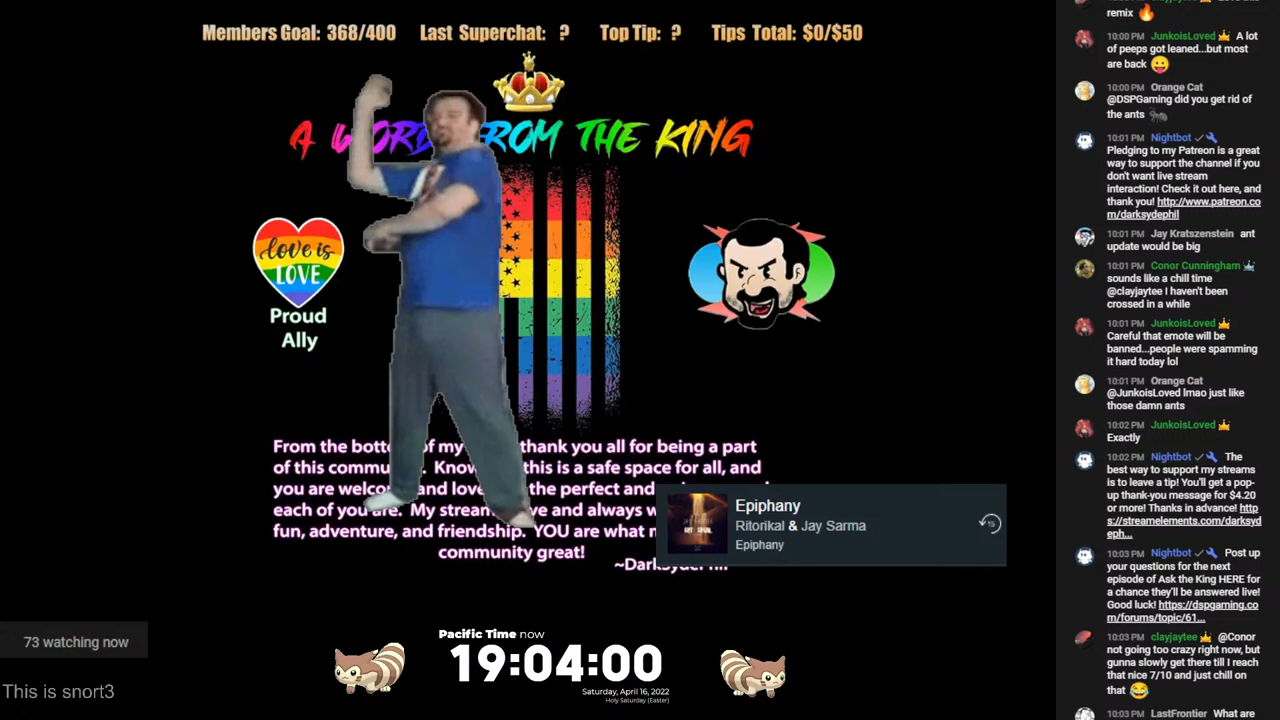 Members Goal: 368/400 Last Superchat: ? Top Tip: ? Tips Total: $0/$50
A WORD FROM THE KING
love is
LOVE
Proud
Ally
From the bott of my thank you all for being a part
of this commu . Know this is a safe space for all, and
you are welco and love the perfect and
each of you are. My stream ve and always w
fun, adventure, and friendship. YOU are what m
community great!
~DarkSydePhil
Epiphany
Ritorikal & Jay Sarma
Epiphany
15
73 watching now
This is snort3
Pacific Time now
19:04:00
Saturday, April 16, 2022
Holy Saturday (Easter)
remix 🔥
10:00 PM JunkoisLoved A lot
of peeps got leaned...but most
are back 😛
10:00 PM Orange Cat
@DSPGaming did you get rid of
the ants 🐜
10:01 PM Nightbot
Pledging to my Patreon is a great
way to support the channel if you
don't want live stream
interaction! Check it out here, and
thank you! http://www.patreon.co
m/darksydephil
10:01 PM Jay Kratszenstein ant
update would be big
10:01 PM Conor Cunningham
sounds like a chill time
@clayjaytee I haven't been
crossed in a while
10:01 PM JunkoisLoved
Careful that emote will be
banned...people were spamming
it hard today lol
10:01 PM Orange Cat
@JunkoisLoved lmao just like
those damn ants
10:02 PM JunkoisLoved
Exactly
10:02 PM Nightbot The
best way to support my streams
is to leave a tip! You'll get a pop-
up thank-you message for $4.20
or more! Thanks in advance! http
s://streamelements.com/darksyd
eph...
10:03 PM Nightbot Post up
your questions for the next
episode of Ask the King HERE for
a chance they'll be answered live!
Good luck! https://dspgaming.co
m/forums/topic/61...
10:03 PM clayjaytee @Conor
not going too crazy right now, but
gunna slowly get there till I reach
that nice 7/10 and just chill on
that 😂
10:03 PM LastFrontier What are